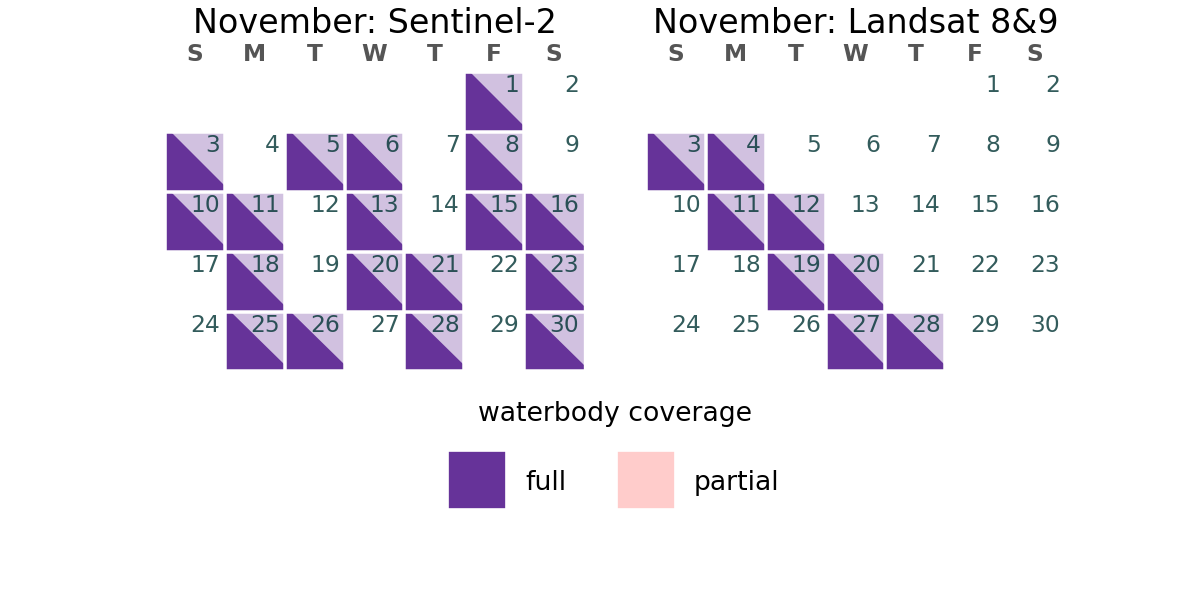 November: Sentinel-2
S M T W T F S
1 2
3 4 5 6 7 8 9
10 11 12 13 14 15 16
17 18 19 20 21 22 23
24 25 26 27 28 29 30
November: Landsat 8&9
S M T W T F S
1 2
3 4 5 6 7 8 9
10 11 12 13 14 15 16
17 18 19 20 21 22 23
24 25 26 27 28 29 30
waterbody coverage
full partial